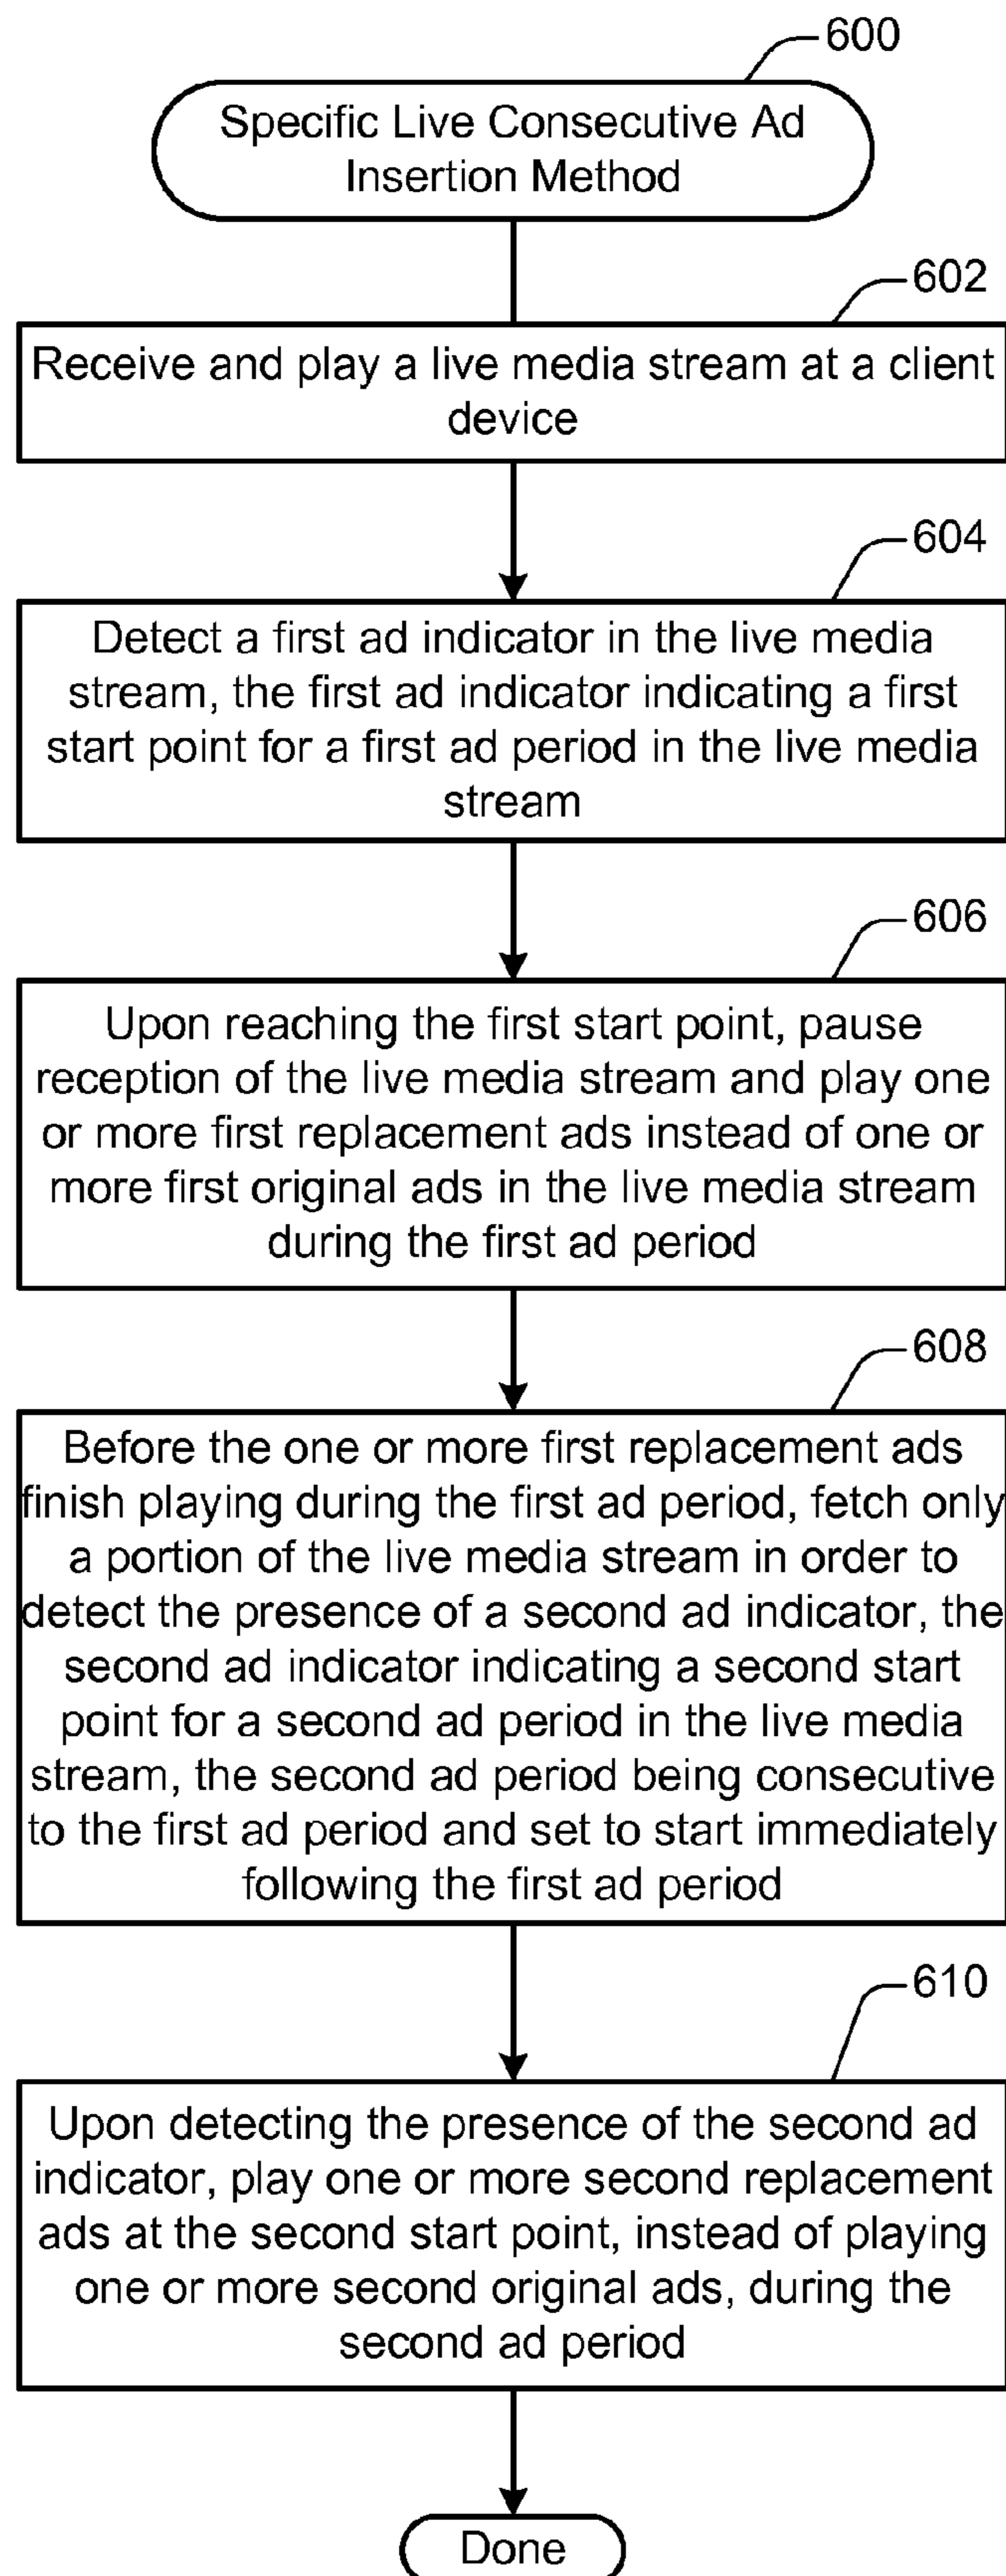 600
Specific Live Consecutive Ad
Insertion Method
602
Receive and play a live media stream at a client
device
604
Detect a first ad indicator in the live media
stream, the first ad indicator indicating a first
start point for a first ad period in the live media
stream
606
Upon reaching the first start point, pause
reception of the live media stream and play one
or more first replacement ads instead of one or
more first original ads in the live media stream
during the first ad period
608
Before the one or more first replacement ads
finish playing during the first ad period, fetch only
a portion of the live media stream in order to
detect the presence of a second ad indicator, the
second ad indicator indicating a second start
point for a second ad period in the live media
stream, the second ad period being consecutive
to the first ad period and set to start immediately
following the first ad period
610
Upon detecting the presence of the second ad
indicator, play one or more second replacement
ads at the second start point, instead of playing
one or more second original ads, during the
second ad period
Done